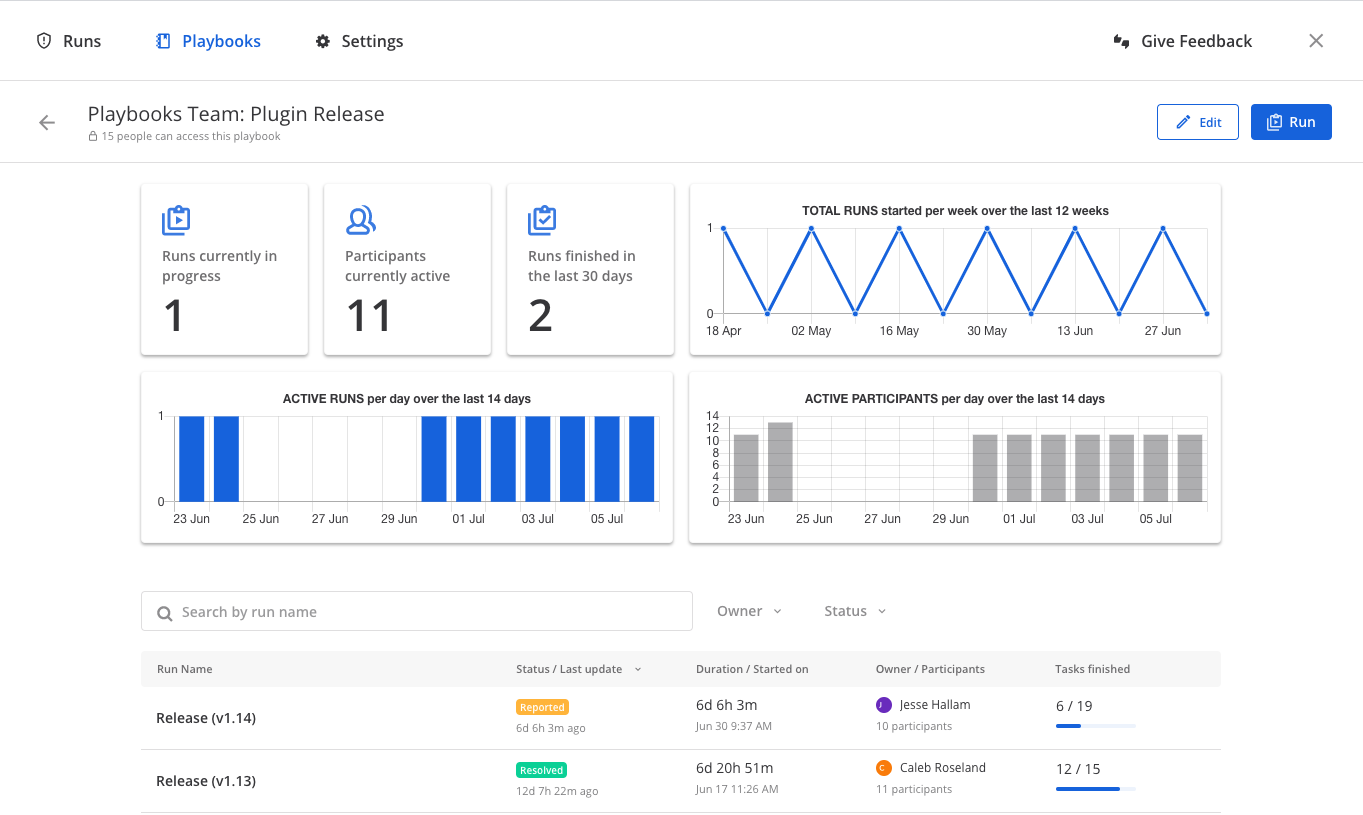 Runs
Playbooks
Settings
Give Feedback
Playbooks Team: Plugin Release
15 people can access this playbook
Edit
Run
Runs currently in
progress
1
Participants
currently active
11
Runs finished in
the last 30 days
2
TOTAL RUNS started per week over the last 12 weeks
1
0
18 Apr 02 May 16 May 30 May 13 Jun 27 Jun
ACTIVE RUNS per day over the last 14 days
1
0
23 Jun 25 Jun 27 Jun 29 Jun 01 Jul 03 Jul 05 Jul
ACTIVE PARTICIPANTS per day over the last 14 days
14
12
10
8
6
4
2
0
23 Jun 25 Jun 27 Jun 29 Jun 01 Jul 03 Jul 05 Jul
Search by run name
Owner
Status
Run Name Status / Last update Duration / Started on Owner / Participants Tasks finished
Release (v1.14)
Reported
6d 6h 3m ago
6d 6h 3m
Jun 30 9:37 AM
J
Jesse Hallam
10 participants
6 / 19
Release (v1.13)
Resolved
12d 7h 22m ago
6d 20h 51m
Jun 17 11:26 AM
C
Caleb Roseland
11 participants
12 / 15